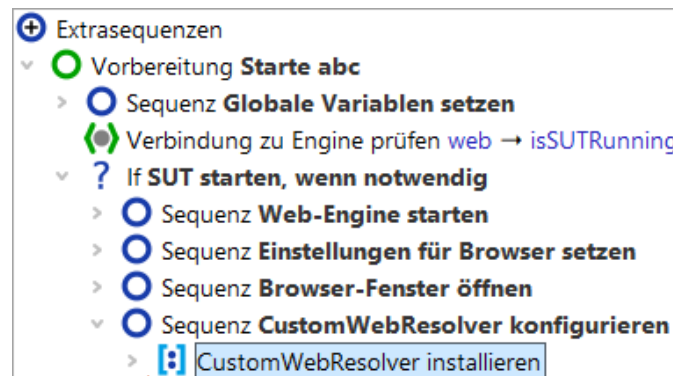 Extrasequenzen
Vorbereitung Starte abc
Sequenz Globale Variablen setzen
Verbindung zu Engine prüfen web → isSUTRunning
If SUT starten, wenn notwendig
Sequenz Web-Engine starten
Sequenz Einstellungen für Browser setzen
Sequenz Browser-Fenster öffnen
Sequenz CustomWebResolver konfigurieren
CustomWebResolver installieren